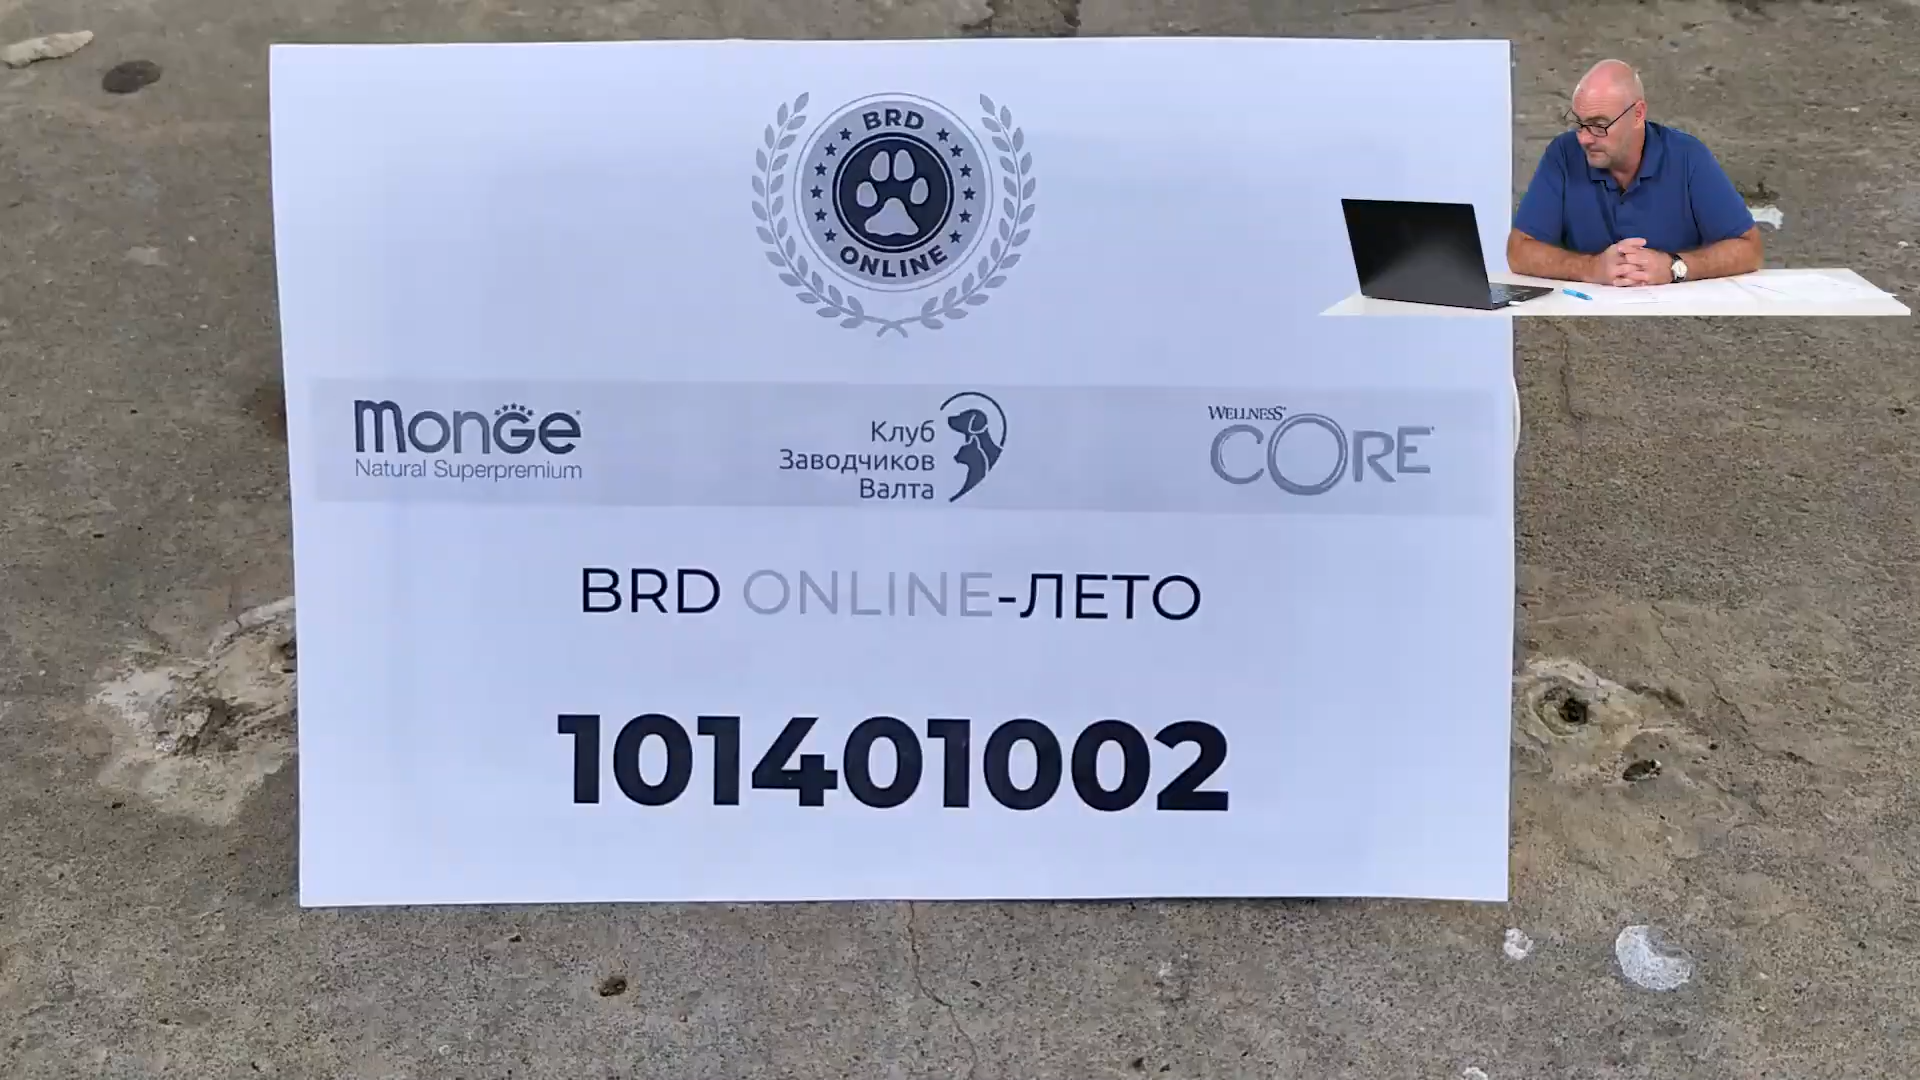 BRD
ONLINE
Monge
Natural Superpremium
Клуб
Заводчиков
Валта
WELLNESS
CORE
BRD ONLINE-ЛЕТО
101401002